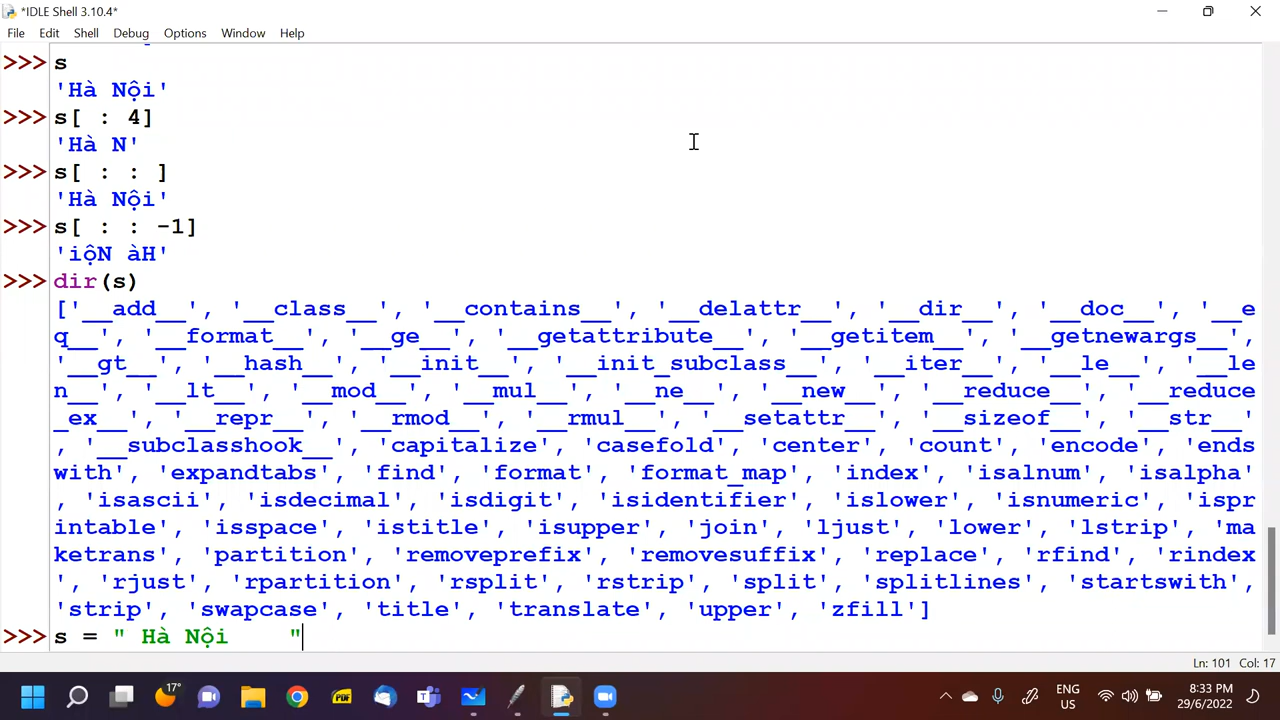 *IDLE Shell 3.10.4*
File Edit Shell Debug Options Window Help
>>> s
'Hà Nội'
>>> s[ : 4]
'Hà N'
>>> s[ : : ]
'Hà Nội'
>>> s[ : : -1]
'iộN àH'
>>> dir(s)
['__add__', '__class__', '__contains__', '__delattr__', '__dir__', '__doc__', '__e
q__', '__format__', '__ge__', '__getattribute__', '__getitem__', '__getnewargs__',
'__gt__', '__hash__', '__init__', '__init_subclass__', '__iter__', '__le__', '__le
n__', '__lt__', '__mod__', '__mul__', '__ne__', '__new__', '__reduce__', '__reduce
_ex__', '__repr__', '__rmod__', '__rmul__', '__setattr__', '__sizeof__', '__str__'
, '__subclasshook__', 'capitalize', 'casefold', 'center', 'count', 'encode', 'ends
with', 'expandtabs', 'find', 'format', 'format_map', 'index', 'isalnum', 'isalpha'
, 'isascii', 'isdecimal', 'isdigit', 'isidentifier', 'islower', 'isnumeric', 'ispr
intable', 'isspace', 'istitle', 'isupper', 'join', 'ljust', 'lower', 'lstrip', 'ma
ketrans', 'partition', 'removeprefix', 'removesuffix', 'replace', 'rfind', 'rindex
', 'rjust', 'rpartition', 'rsplit', 'rstrip', 'split', 'splitlines', 'startswith',
'strip', 'swapcase', 'title', 'translate', 'upper', 'zfill']
>>> s = " Hà Nội    "
Ln: 101 Col: 17
17°
PDF
ENG
US
8:33 PM
29/6/2022